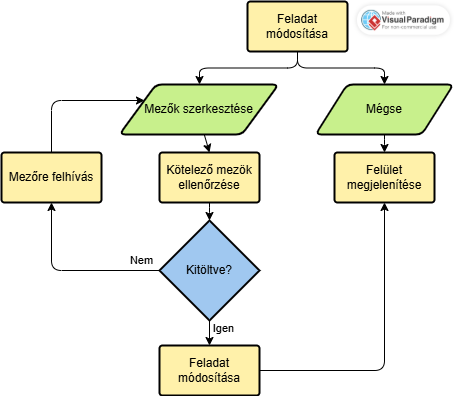 Feladat
módosítása
Made with
Visual Paradigm
For non-commercial use
Mezők szerkesztése
Mégse
Mezőre felhívás
Kötelező mezök
ellenőrzése
Felület
megjelenítése
Nem
Kitöltve?
Igen
Feladat
módosítása